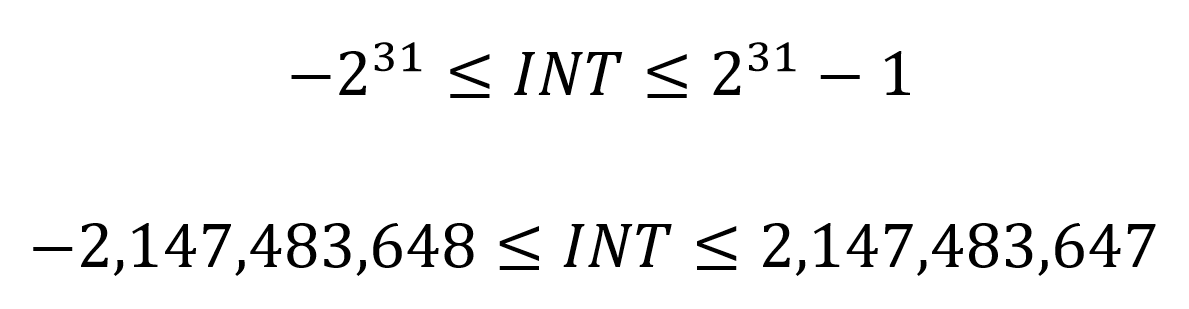 −2³¹ ≤ INT ≤ 2³¹ − 1
−2,147,483,648 ≤ INT ≤ 2,147,483,647